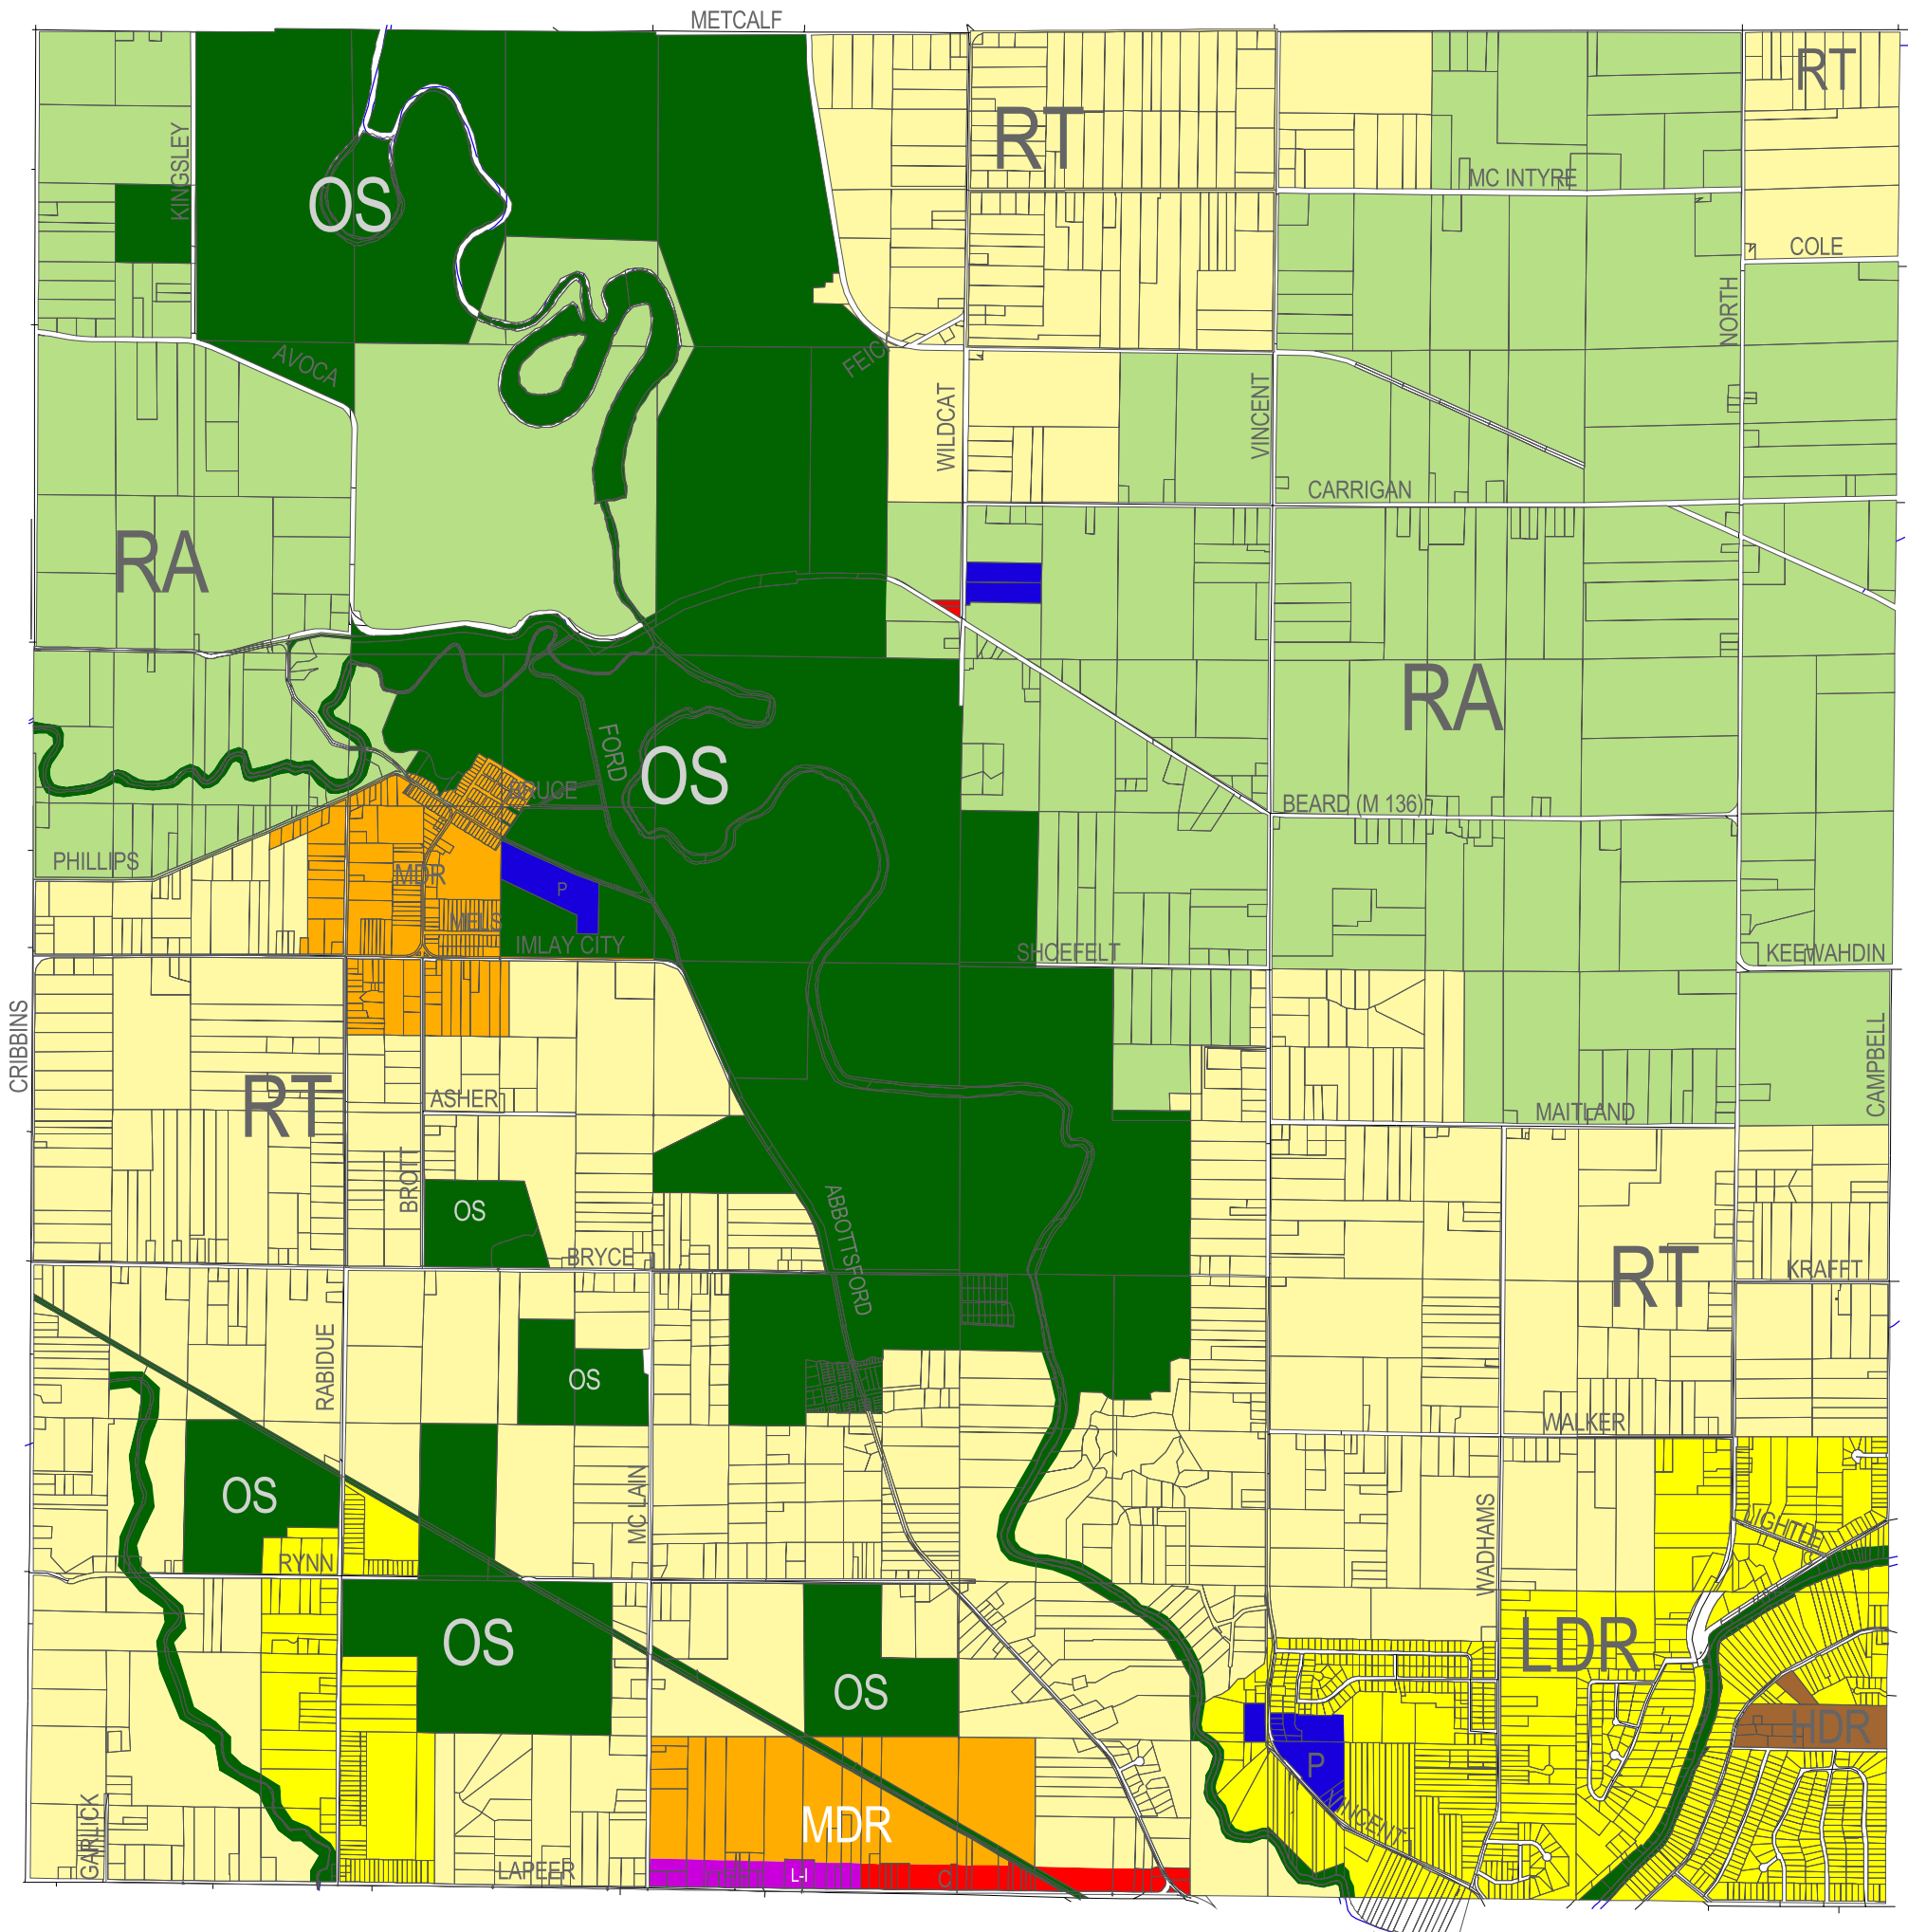 METCALF
RT
RT
KINGSLEY
MC INTYRE
OS
COLE
NORTH
AVOCA
WILDCAT
VINCENT
CARRIGAN
RA
RA
FORD
OS
BRUCE
BEARD (M 136)
PHILLIPS
MDR
P
IMLAY CITY
SHOEFELT
KEEWAHDIN
CRIBBINS
CAMPBELL
RT
ASHER
MAITLAND
BROTT
OS
ABBOTTSFORD
BRYCE
RT
KRAFFT
RABIDUE
OS
WALKER
OS
MC LAIN
WADHAMS
RYNN
OS
LDR
OS
HDR
P
MDR
VINCENT
GARLICK
LAPEER
L-I
C